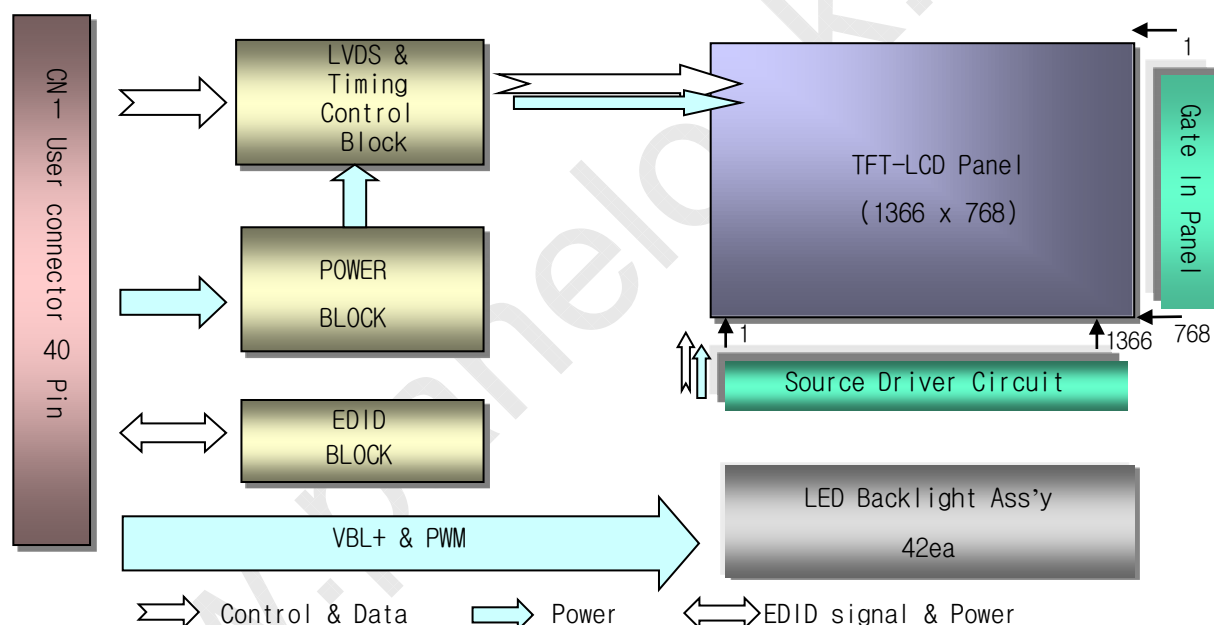 CN- User connector 40 Pin
LVDS &
Timing
Control
Block
POWER
BLOCK
EDID
BLOCK
TFT-LCD Panel
(1366 x 768)
1
Gate In Panel
768
1
1366
Source Driver Circuit
LED Backlight Ass’y
42ea
VBL+ & PWM
Control & Data
Power
EDID signal & Power